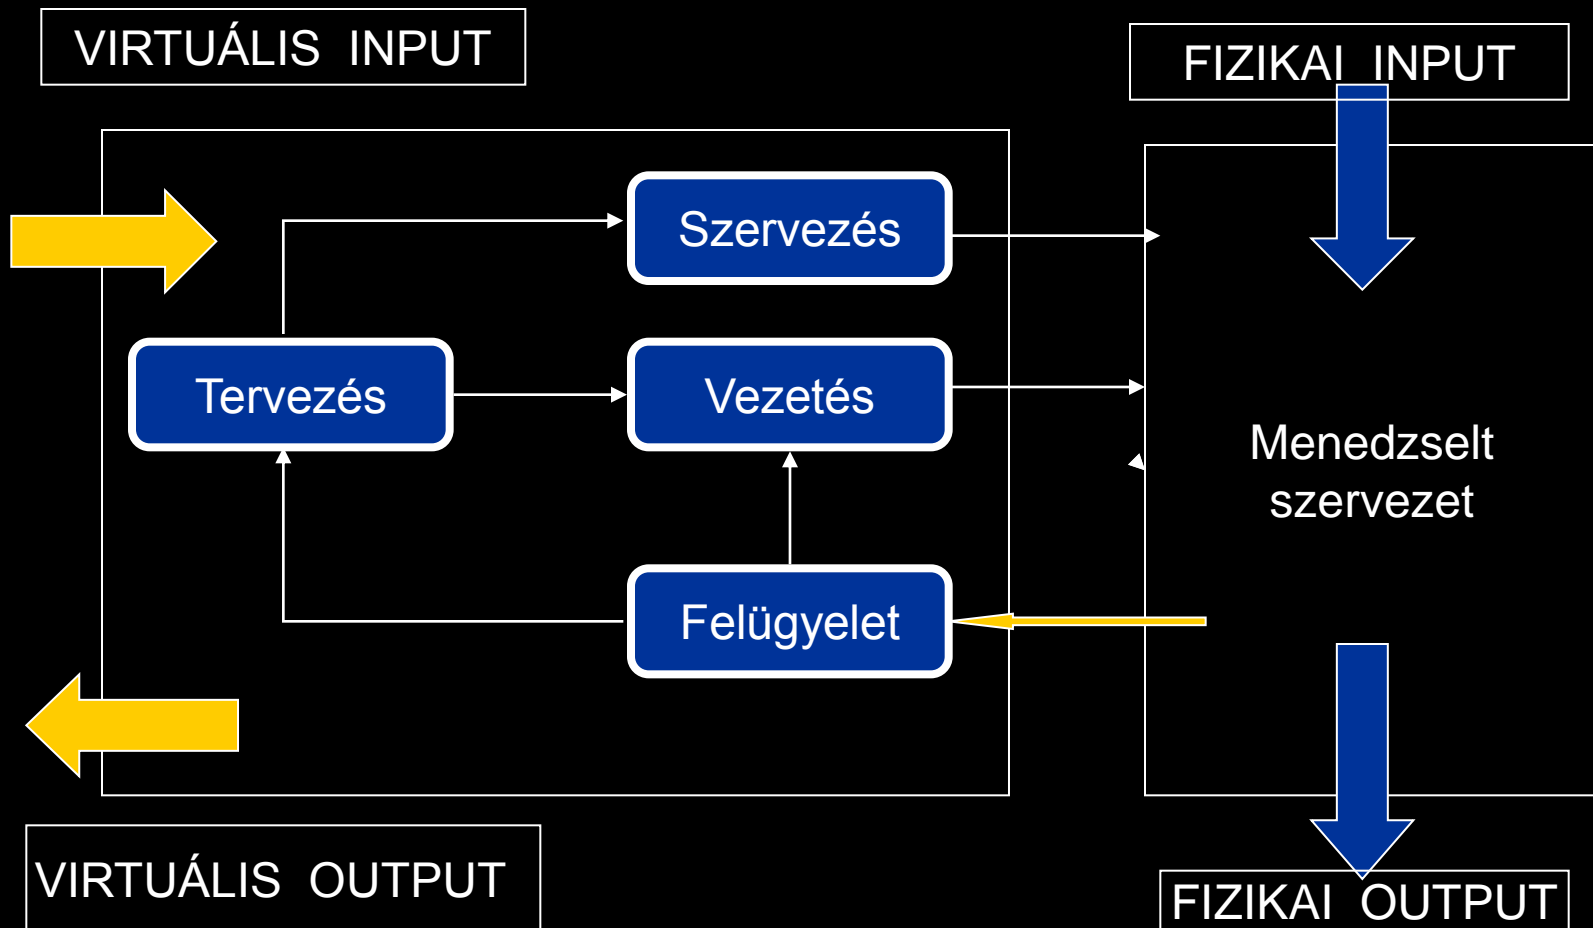 VIRTUÁLIS INPUT
FIZIKAI INPUT
Szervezés
Tervezés
Vezetés
Menedzselt
szervezet
Felügyelet
VIRTUÁLIS OUTPUT
FIZIKAI OUTPUT